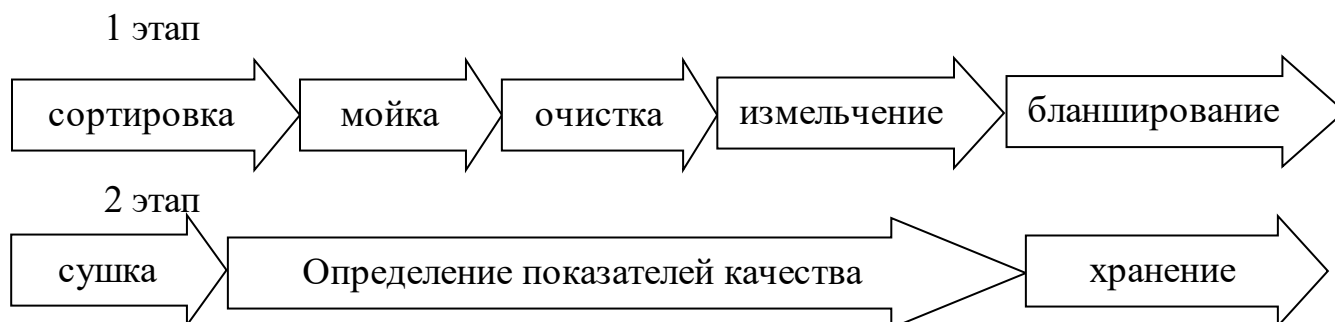 1 этап
сортировка мойка очистка измельчение бланширование
2 этап
сушка Определение показателей качества хранение